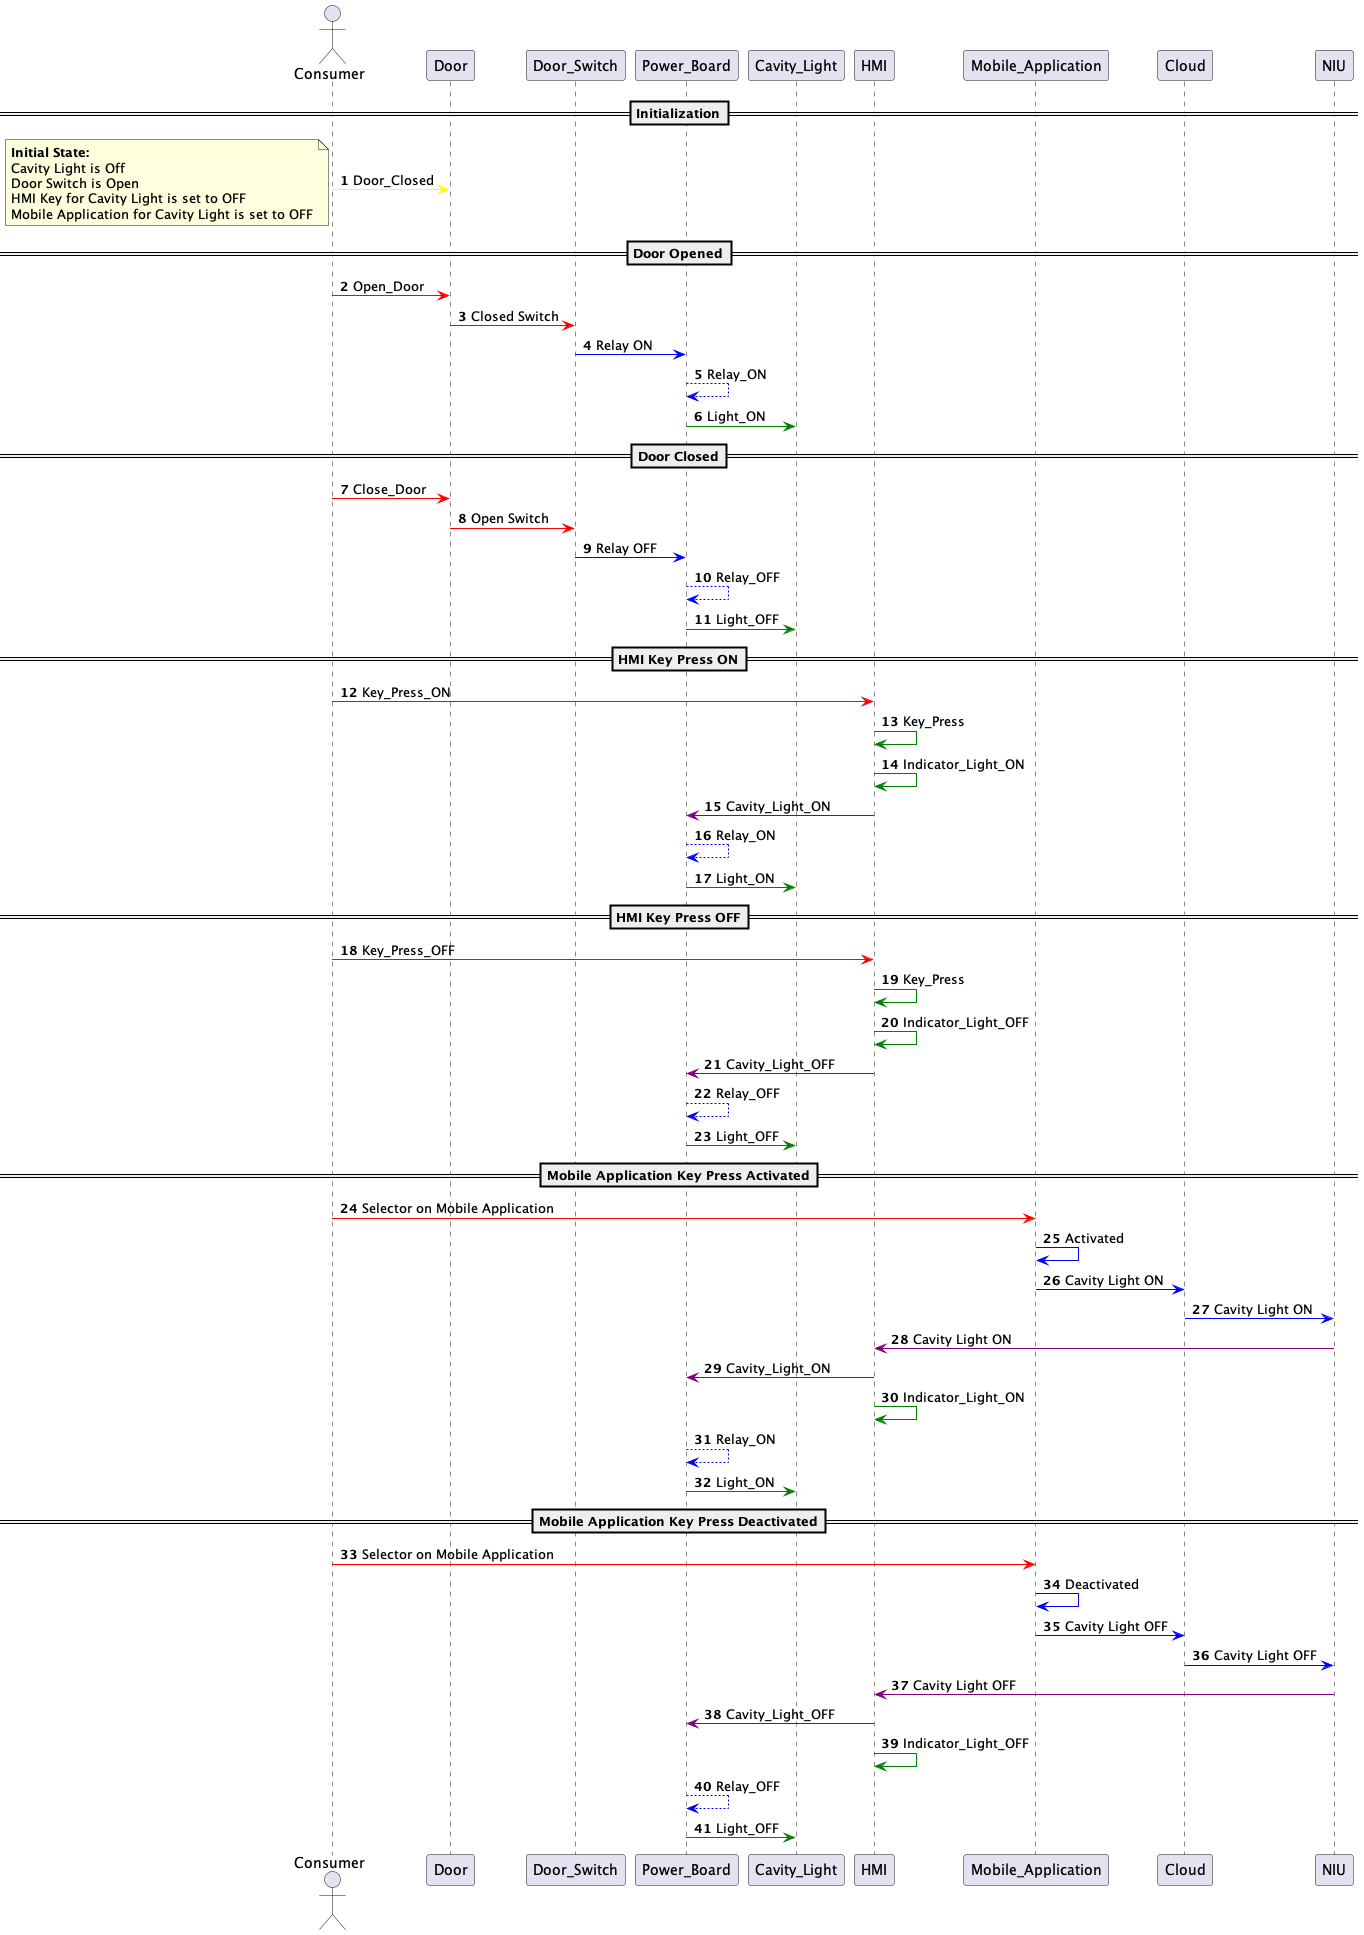 Consumer
Door
Door_Switch
Power_Board
Cavity_Light
HMI
Mobile_Application
Cloud
NIU
Initialization
Initial State:
Cavity Light is Off
Door Switch is Open
HMI Key for Cavity Light is set to OFF
Mobile Application for Cavity Light is set to OFF
1 Door_Closed
Door Opened
2 Open_Door
3 Closed Switch
4 Relay ON
5 Relay_ON
6 Light_ON
Door Closed
7 Close_Door
8 Open Switch
9 Relay OFF
10 Relay_OFF
11 Light_OFF
HMI Key Press ON
12 Key_Press_ON
13 Key_Press
14 Indicator_Light_ON
15 Cavity_Light_ON
16 Relay_ON
17 Light_ON
HMI Key Press OFF
18 Key_Press_OFF
19 Key_Press
20 Indicator_Light_OFF
21 Cavity_Light_OFF
22 Relay_OFF
23 Light_OFF
Mobile Application Key Press Activated
24 Selector on Mobile Application
25 Activated
26 Cavity Light ON
27 Cavity Light ON
28 Cavity Light ON
29 Cavity_Light_ON
30 Indicator_Light_ON
31 Relay_ON
32 Light_ON
Mobile Application Key Press Deactivated
33 Selector on Mobile Application
34 Deactivated
35 Cavity Light OFF
36 Cavity Light OFF
37 Cavity Light OFF
38 Cavity_Light_OFF
39 Indicator_Light_OFF
40 Relay_OFF
41 Light_OFF
Consumer
Door
Door_Switch
Power_Board
Cavity_Light
HMI
Mobile_Application
Cloud
NIU